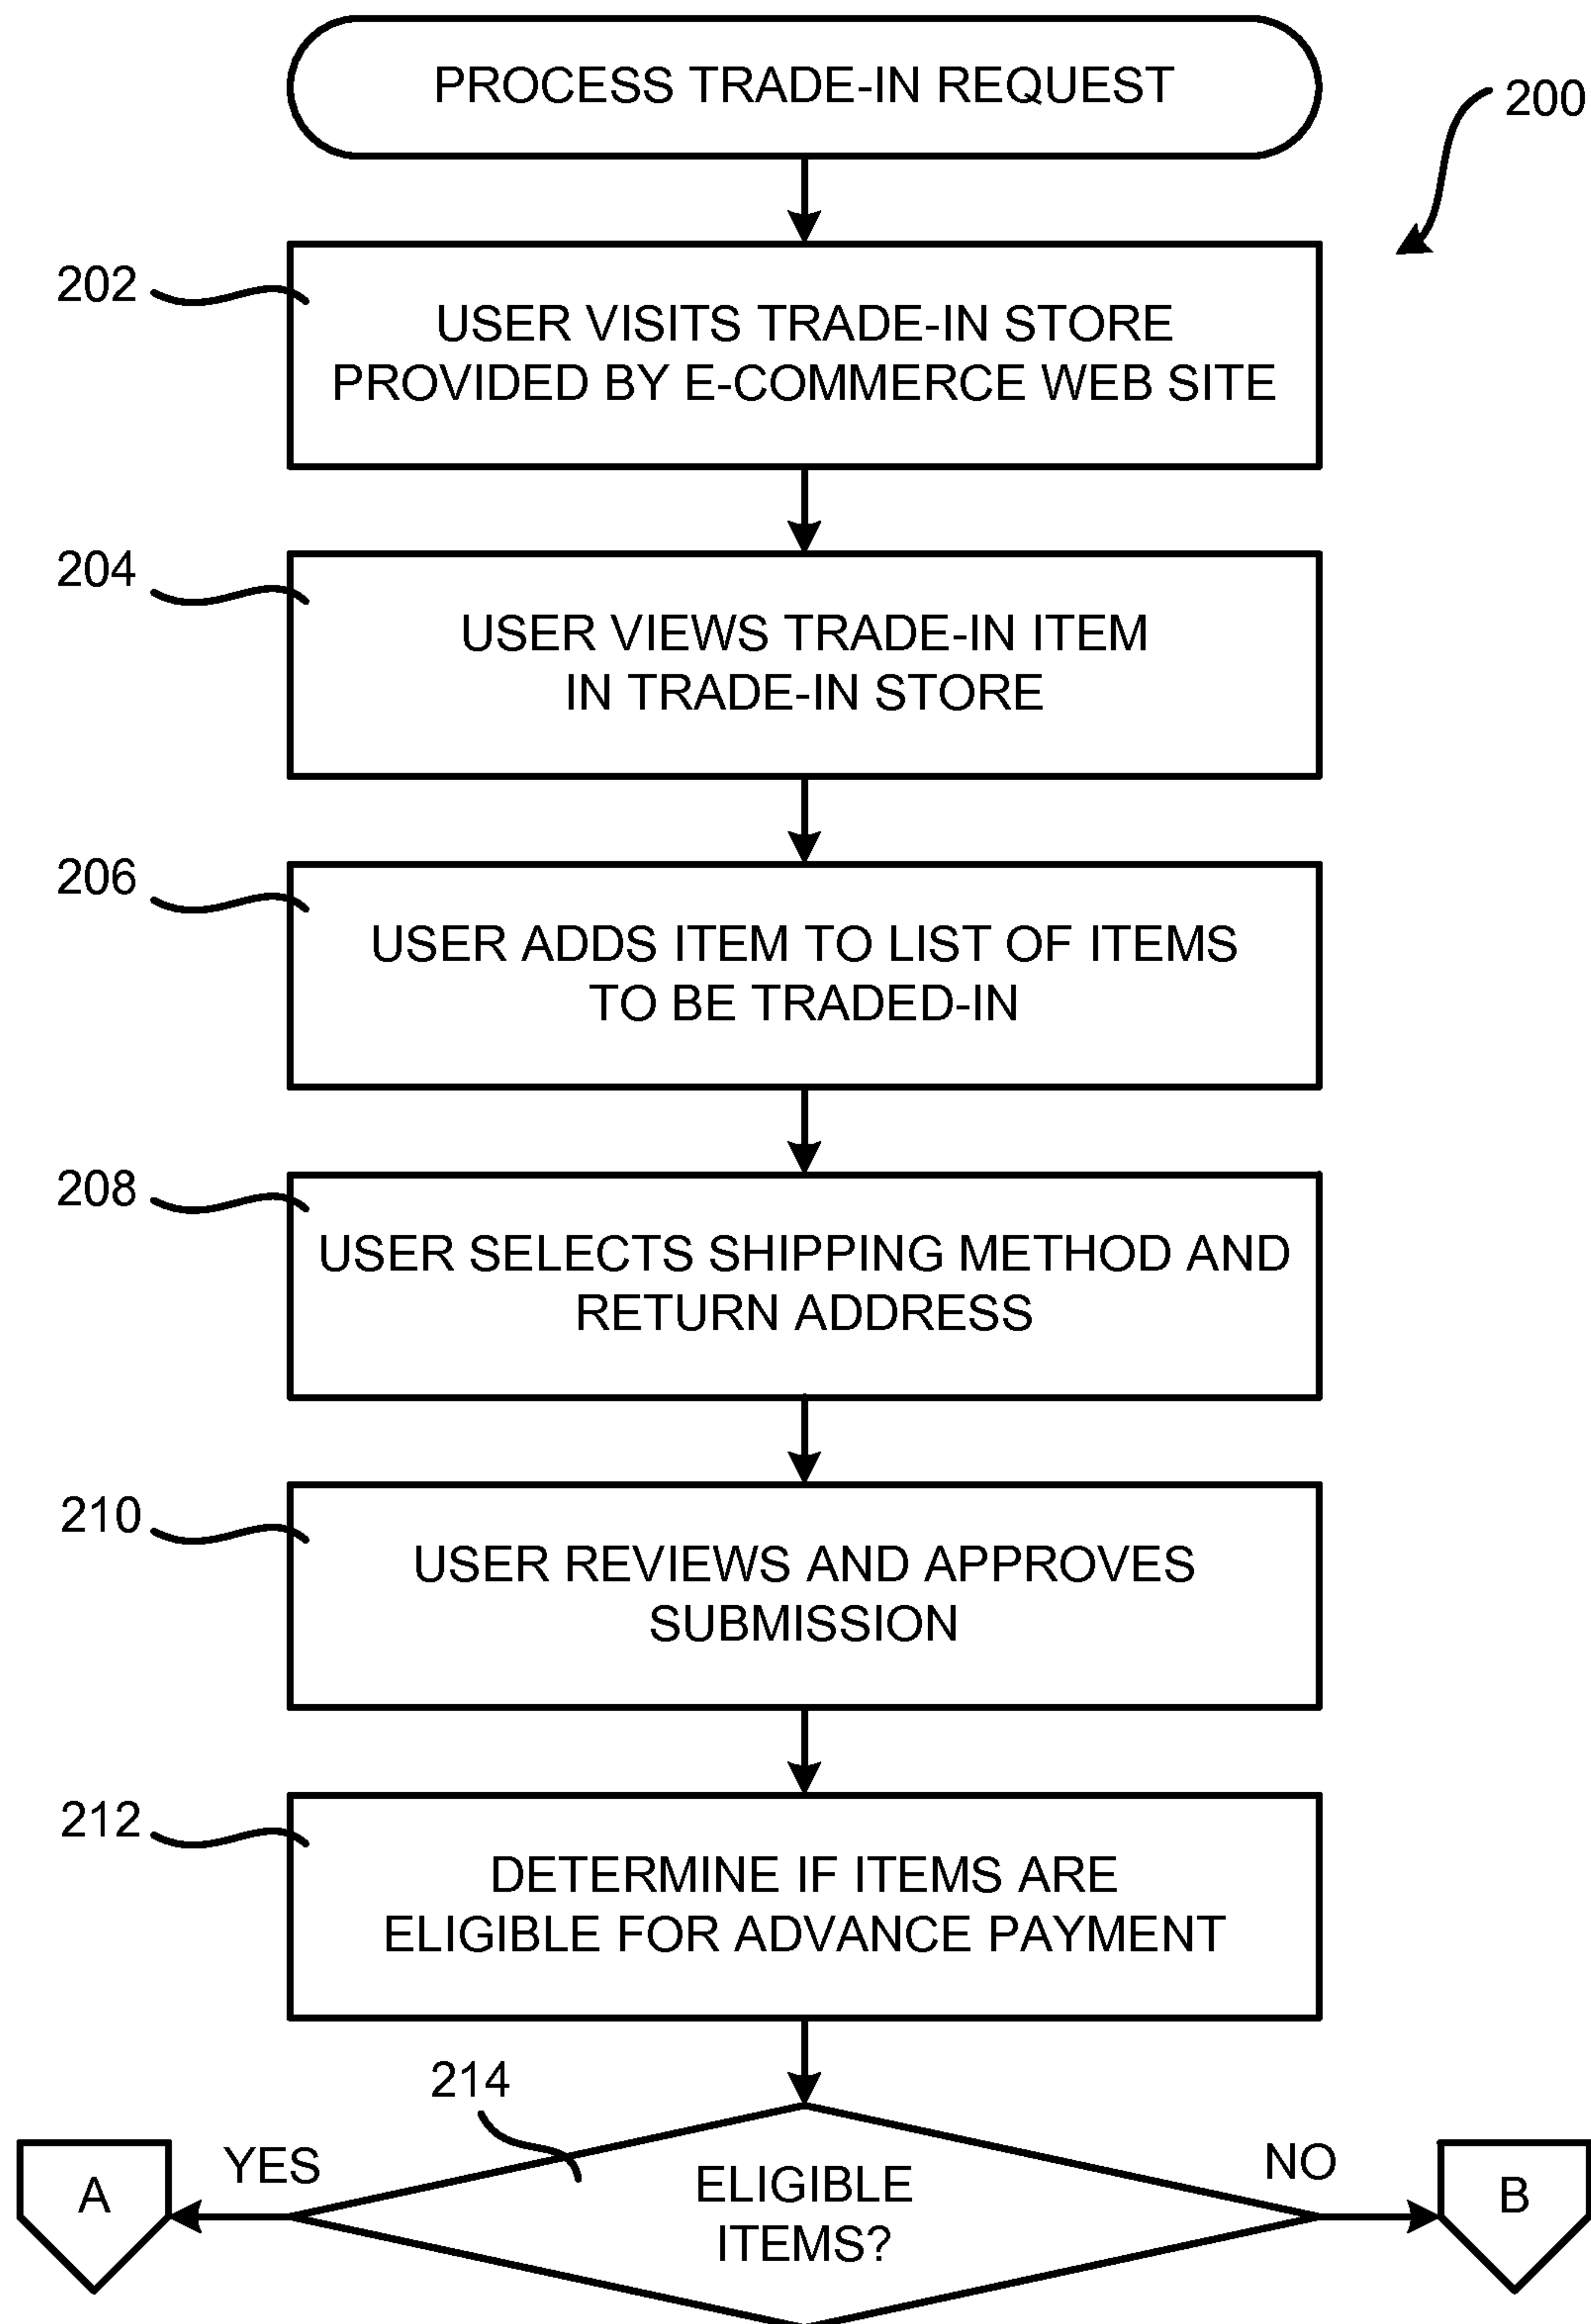 PROCESS TRADE-IN REQUEST
200
202
USER VISITS TRADE-IN STORE
PROVIDED BY E-COMMERCE WEB SITE
204
USER VIEWS TRADE-IN ITEM
IN TRADE-IN STORE
206
USER ADDS ITEM TO LIST OF ITEMS
TO BE TRADED-IN
208
USER SELECTS SHIPPING METHOD AND
RETURN ADDRESS
210
USER REVIEWS AND APPROVES
SUBMISSION
212
DETERMINE IF ITEMS ARE
ELIGIBLE FOR ADVANCE PAYMENT
214
A
YES
ELIGIBLE
ITEMS?
NO
B